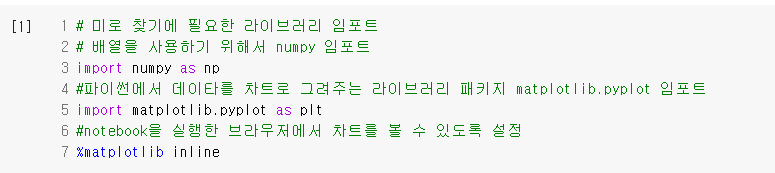 [1] 1 # 미로 찾기에 필요한 라이브러리 임포트
2 # 배열을 사용하기 위해서 numpy 임포트
3 import numpy as np
4 #파이썬에서 데이타를 차트로 그려주는 라이브러리 패키지 matplotlib.pyplot 임포트
5 import matplotlib.pyplot as plt
6 #notebook을 실행한 브라우저에서 차트를 볼 수 있도록 설정
7 %matplotlib inline